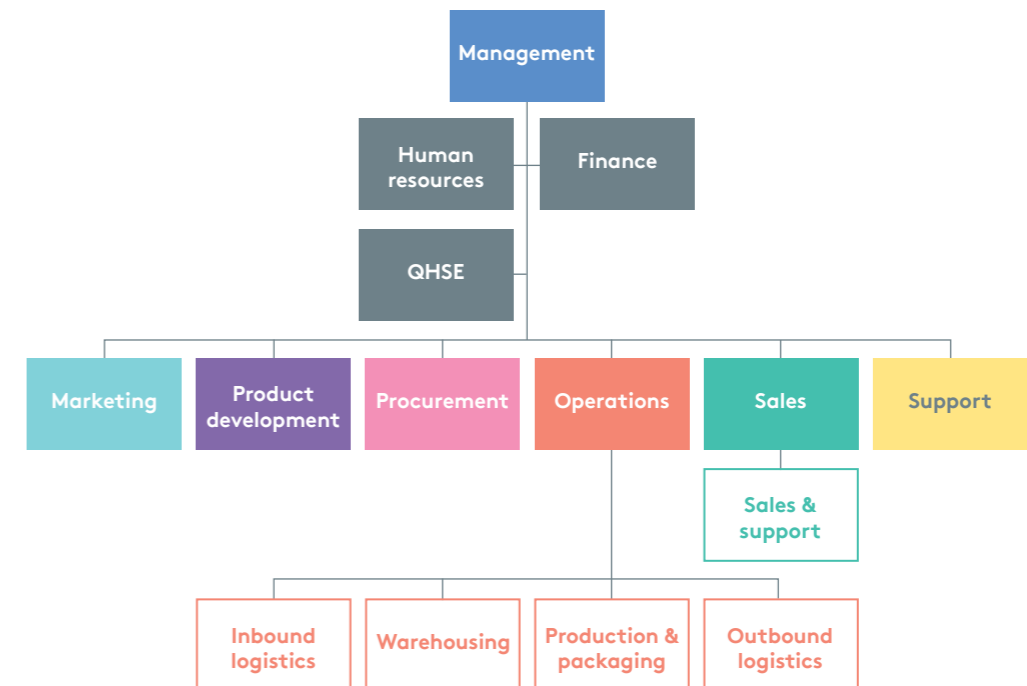 Management
Human
resources
Finance
QHSE
Marketing
Product
development
Procurement
Operations
Sales
Support
Sales &
support
Inbound
logistics
Warehousing
Production &
packaging
Outbound
logistics